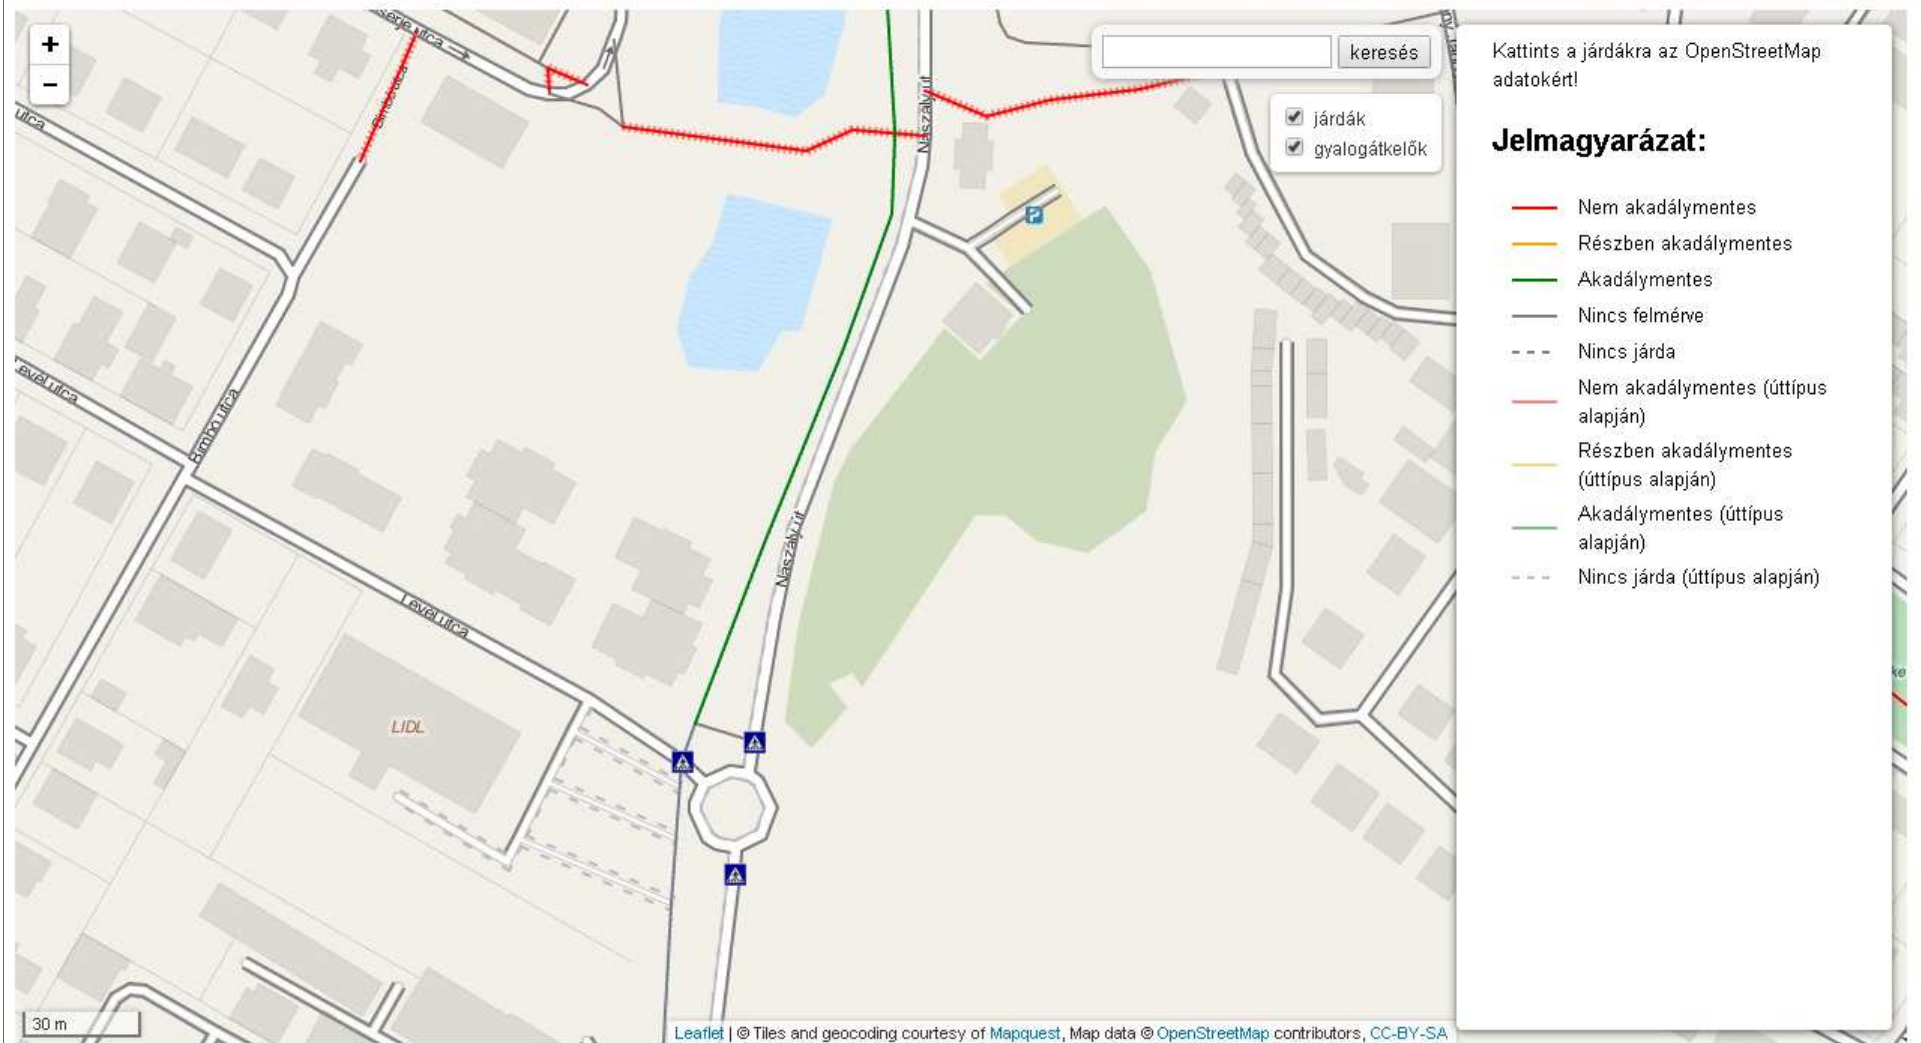 +
−
keresés
járdák
gyalogátkelők
Kattints a járdákra az OpenStreetMap
adatokért!
Jelmagyarázat:
Nem akadálymentes
Részben akadálymentes
Akadálymentes
Nincs felmérve
Nincs járda
Nem akadálymentes (úttípus
alapján)
Részben akadálymentes
(úttípus alapján)
Akadálymentes (úttípus
alapján)
Nincs járda (úttípus alapján)
utca
Bimbó utca
Naszály út
P
Levél utca
Bimbó utca
Naszály út
Levél utca
LIDL
30 m
Leaflet | © Tiles and geocoding courtesy of Mapquest, Map data © OpenStreetMap contributors, CC-BY-SA